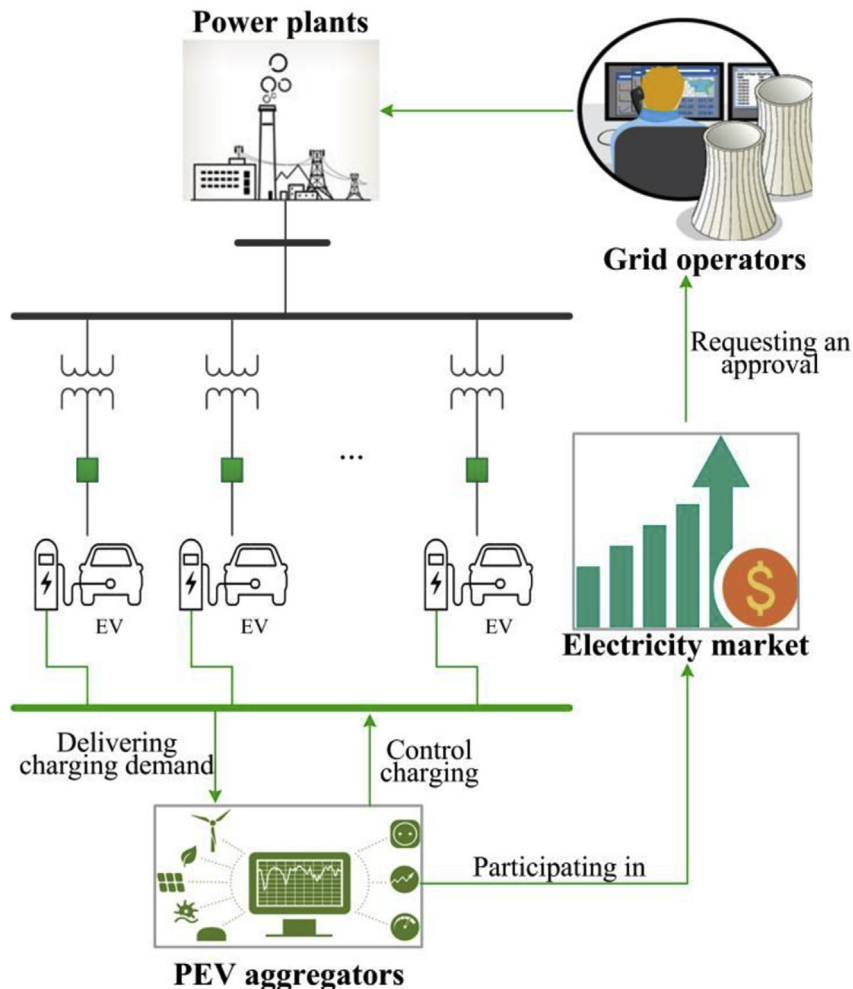 Power plants
Grid operators
Requesting an
approval
...
EV
EV
EV
$
Electricity market
Delivering
charging demand
Control
charging
Participating in
PEV aggregators